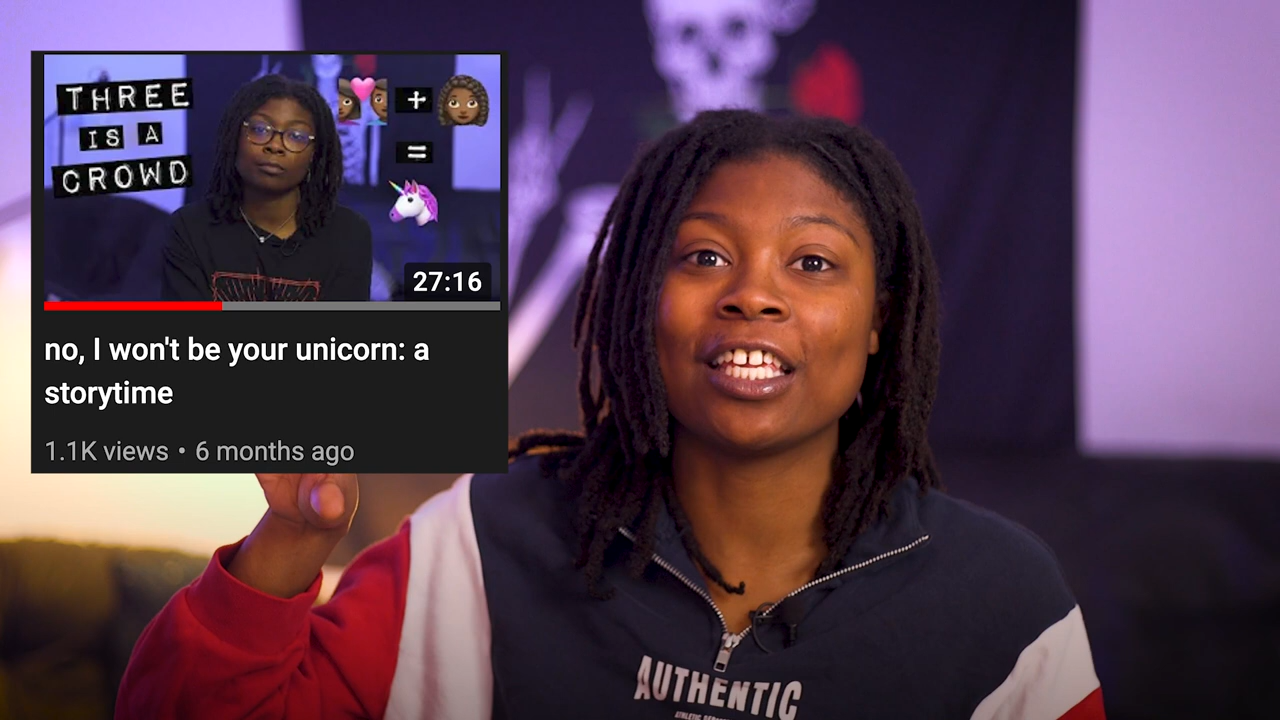 THREE
IS A
CROWD
+
=
27:16
no, I won't be your unicorn: a
storytime
1.1K views • 6 months ago
AUTHENTIC